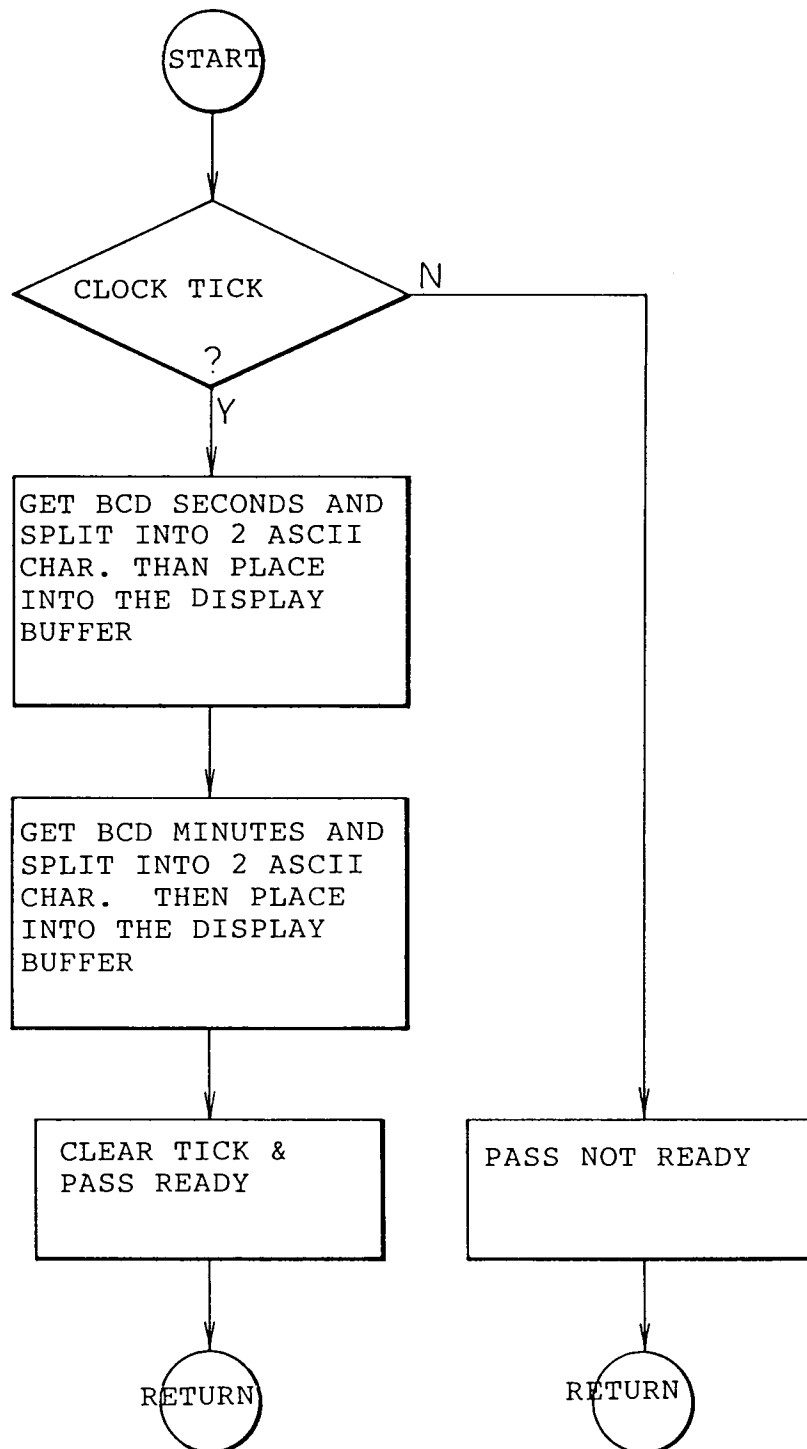 START
CLOCK TICK
?
N
Y
GET BCD SECONDS AND
SPLIT INTO 2 ASCII
CHAR. THAN PLACE
INTO THE DISPLAY
BUFFER
GET BCD MINUTES AND
SPLIT INTO 2 ASCII
CHAR. THEN PLACE
INTO THE DISPLAY
BUFFER
CLEAR TICK &
PASS READY
PASS NOT READY
RETURN
RETURN